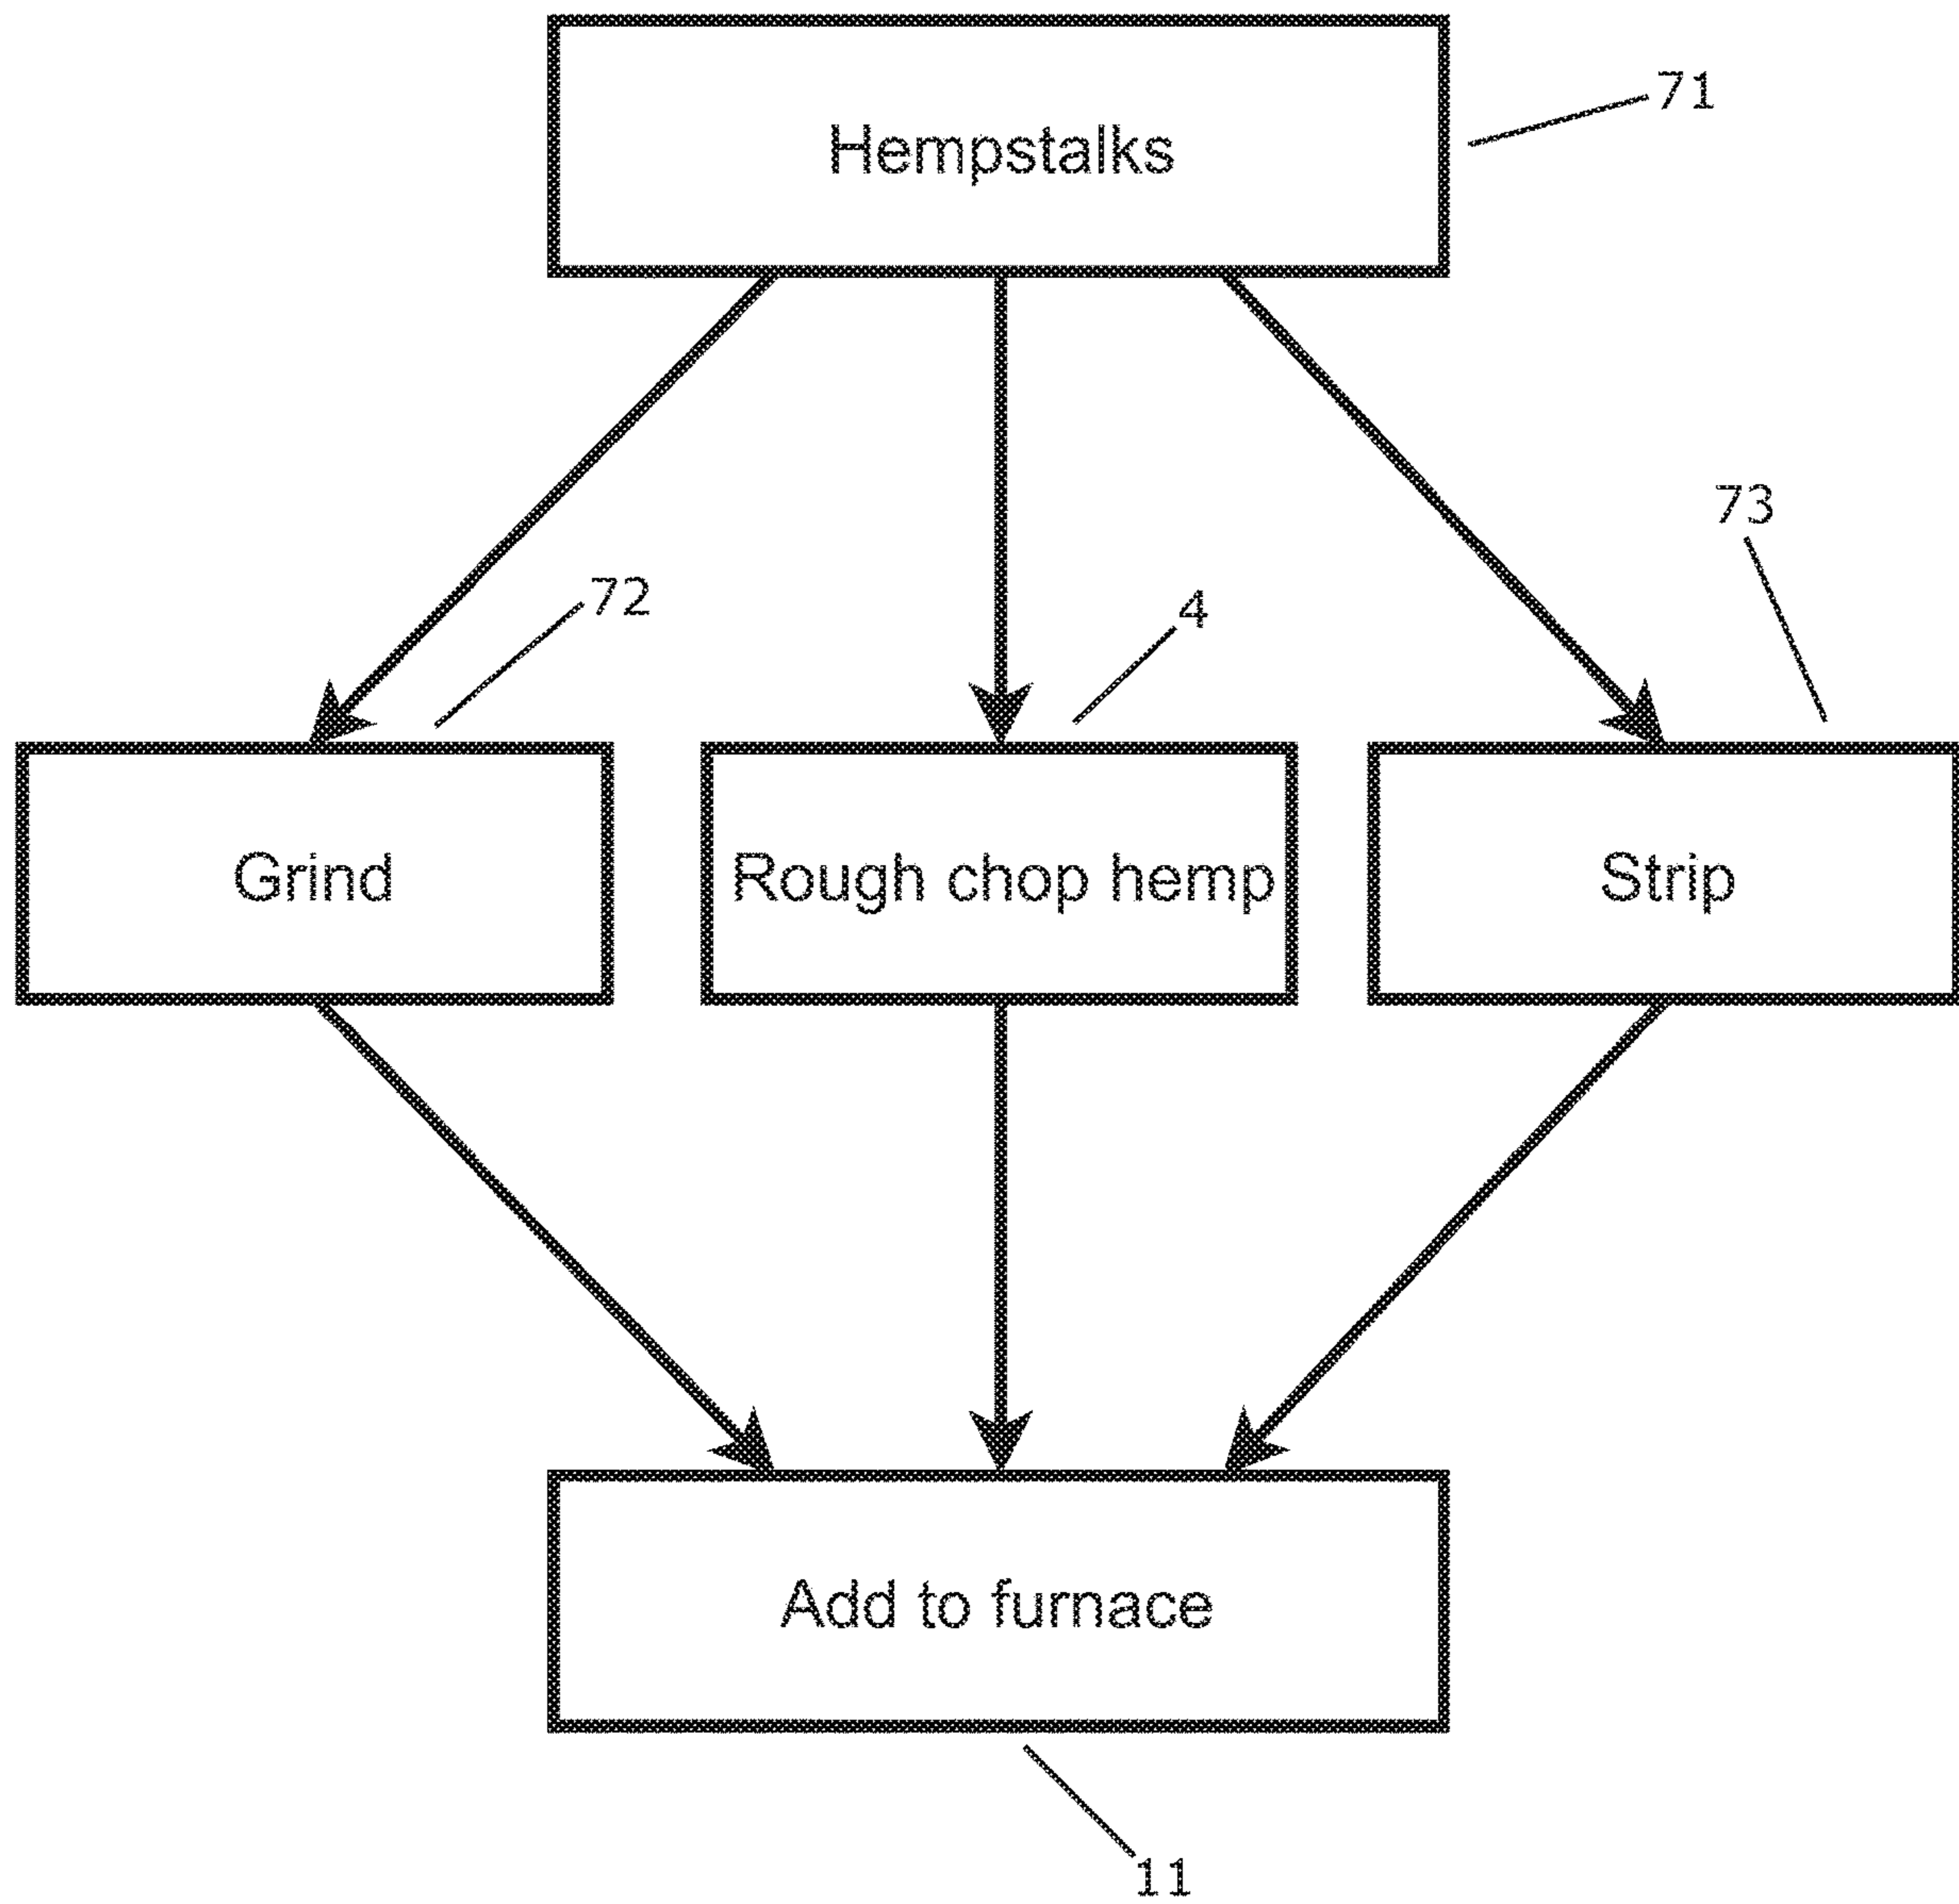 Hempstalks
71
73
72
4
Grind
Rough chop hemp
Strip
Add to furnace
11